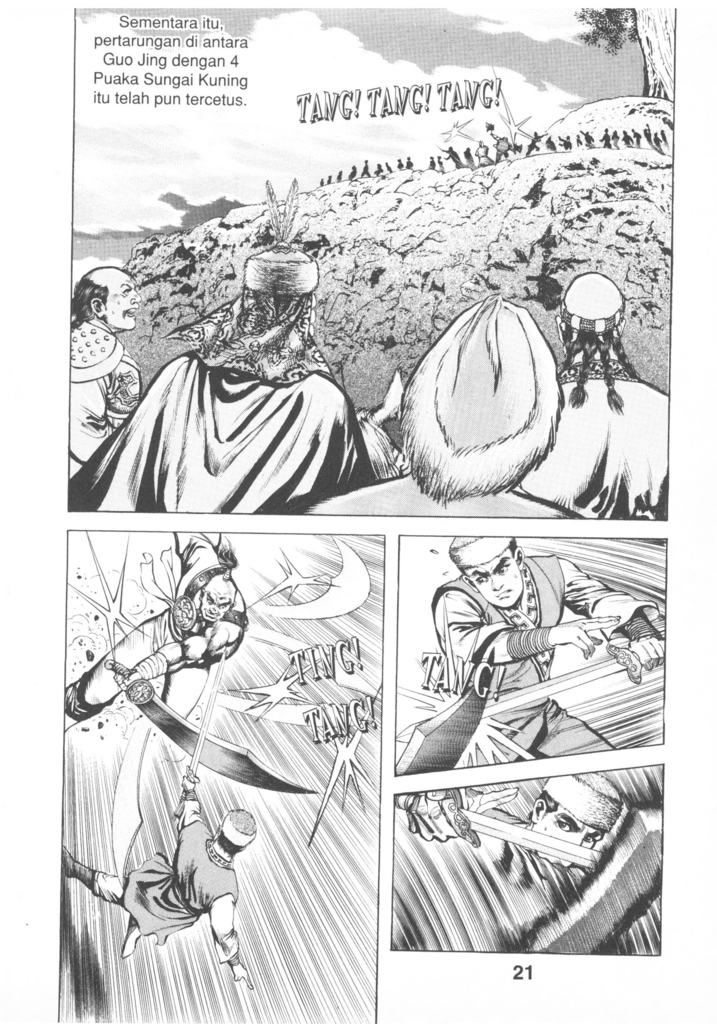 Sementara itu,
pertarungan di antara
Guo Jing dengan 4
Puaka Sungai Kuning
itu telah pun tercetus.
TANG! TANG! TANG!
TING!
TANG!
TANG!
21